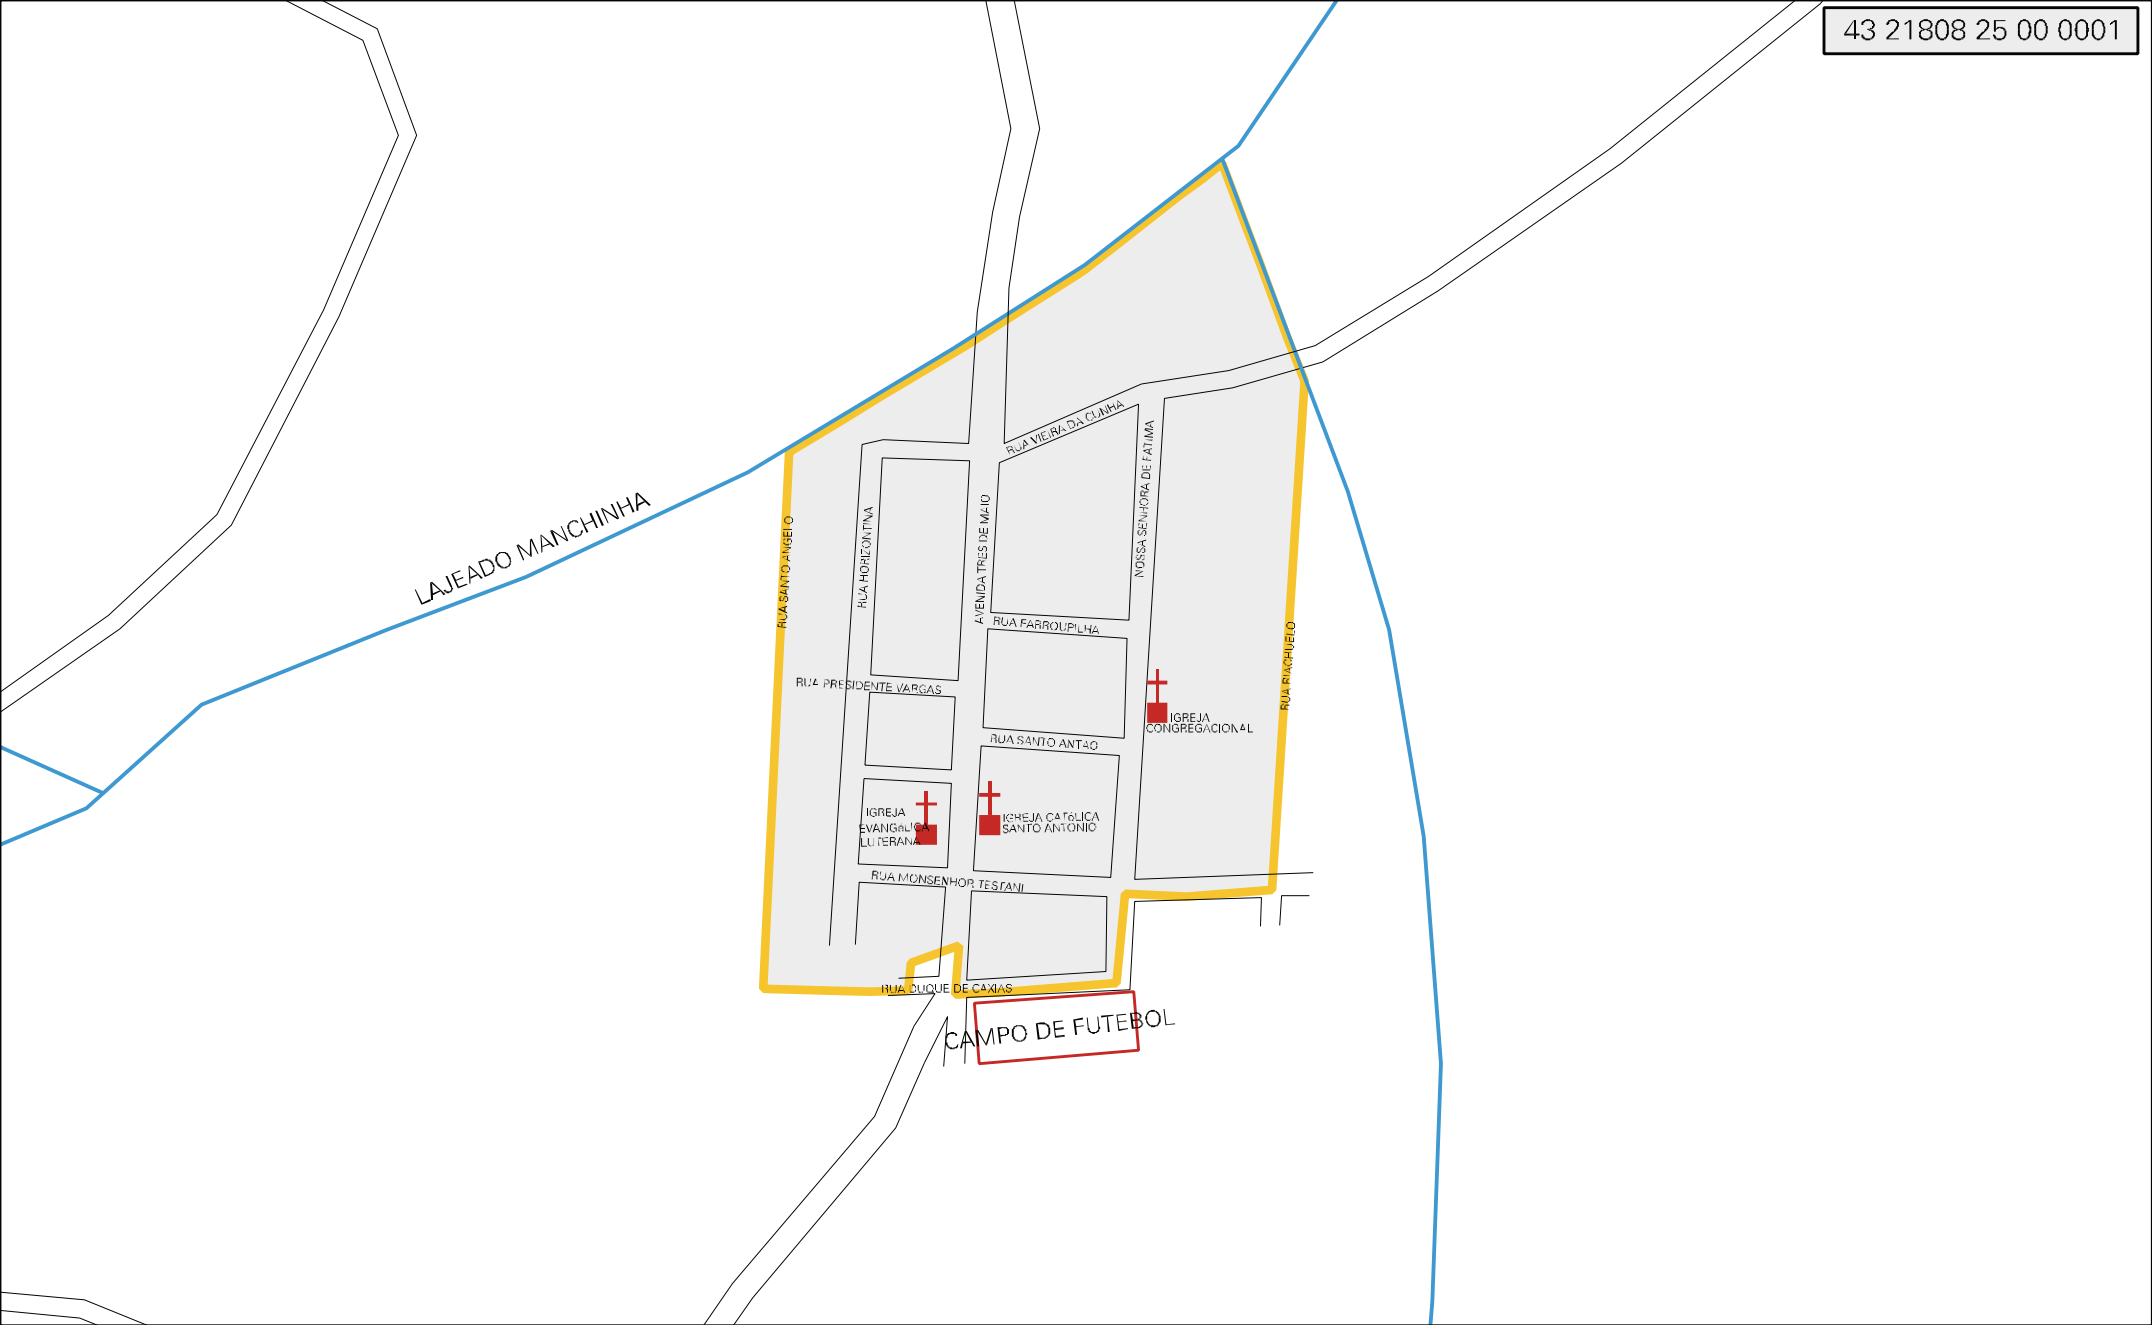 43 21808 25 00 0001
RUA VIEIRA DA CUNHA
NOSSA SENHORA DE FATIMA
LAJEADO MANCHINHA
RUA SANTO ANGELO
RUA HORIZONTINA
AVENIDA TRES DE MAIO
RUA FARROUPILHA
RUA RIACHUELO
RUA PRESIDENTE VARGAS
IGREJA
CONGREGACIONAL
RUA SANTO ANTAO
IGREJA
EVANGéLICA
LUTERANA
IGREJA CATóLICA
SANTO ANTONIO
RUA MONSENHOR TESTANI
RUA DUQUE DE CAXIAS
CAMPO DE FUTEBOL